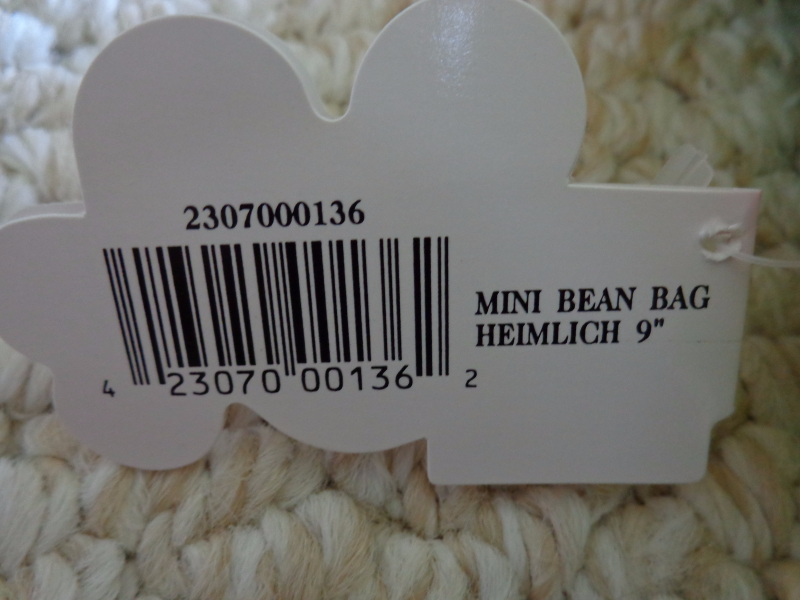 2307000136
MINI BEAN BAG
HEIMLICH 9"
4 23070 00136 2